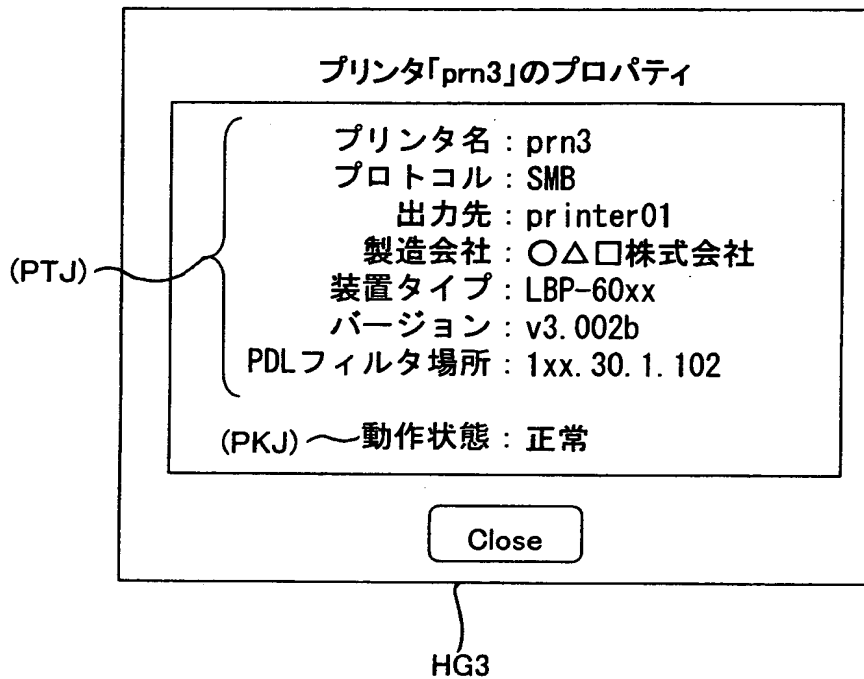 プリンタ「prn3」のプロパティ
プリンタ名：prn3
プロトコル：SMB
出力先：printer01
製造会社：○△□株式会社
装置タイプ：LBP-60xx
バージョン：v3.002b
PDLフィルタ場所：1xx.30.1.102
(PTJ)
(PKJ) 動作状態：正常
Close
HG3